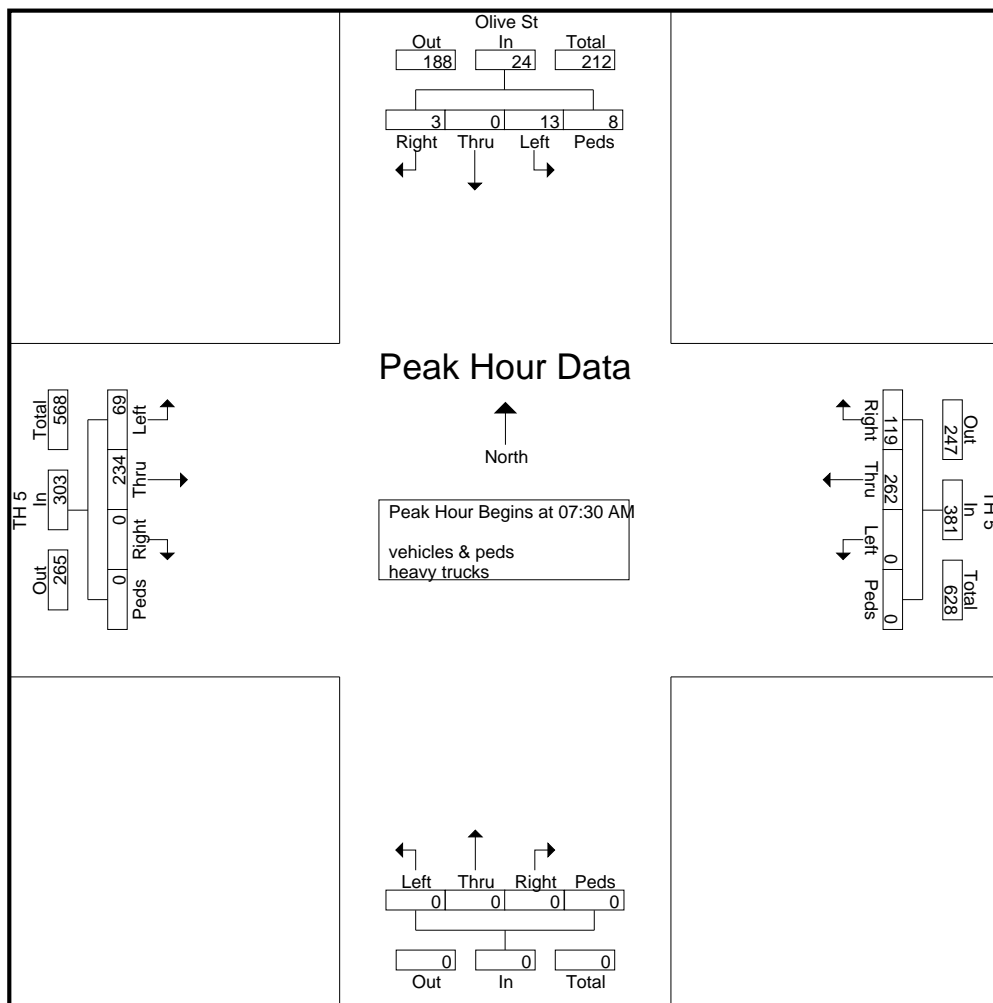 Olive St
Out In Total
188 24 212
3 0 13 8
Right Thru Left Peds
Peak Hour Data
North
Peak Hour Begins at 07:30 AM
vehicles & peds
heavy trucks
TH 5
Total In Out
568 303 265
69 234 0 0
Left Thru Right Peds
TH 5
Out In Total
247 381 628
119 262 0 0
Right Thru Left Peds
Left Thru Right Peds
0 0 0 0
0 0 0
Out In Total